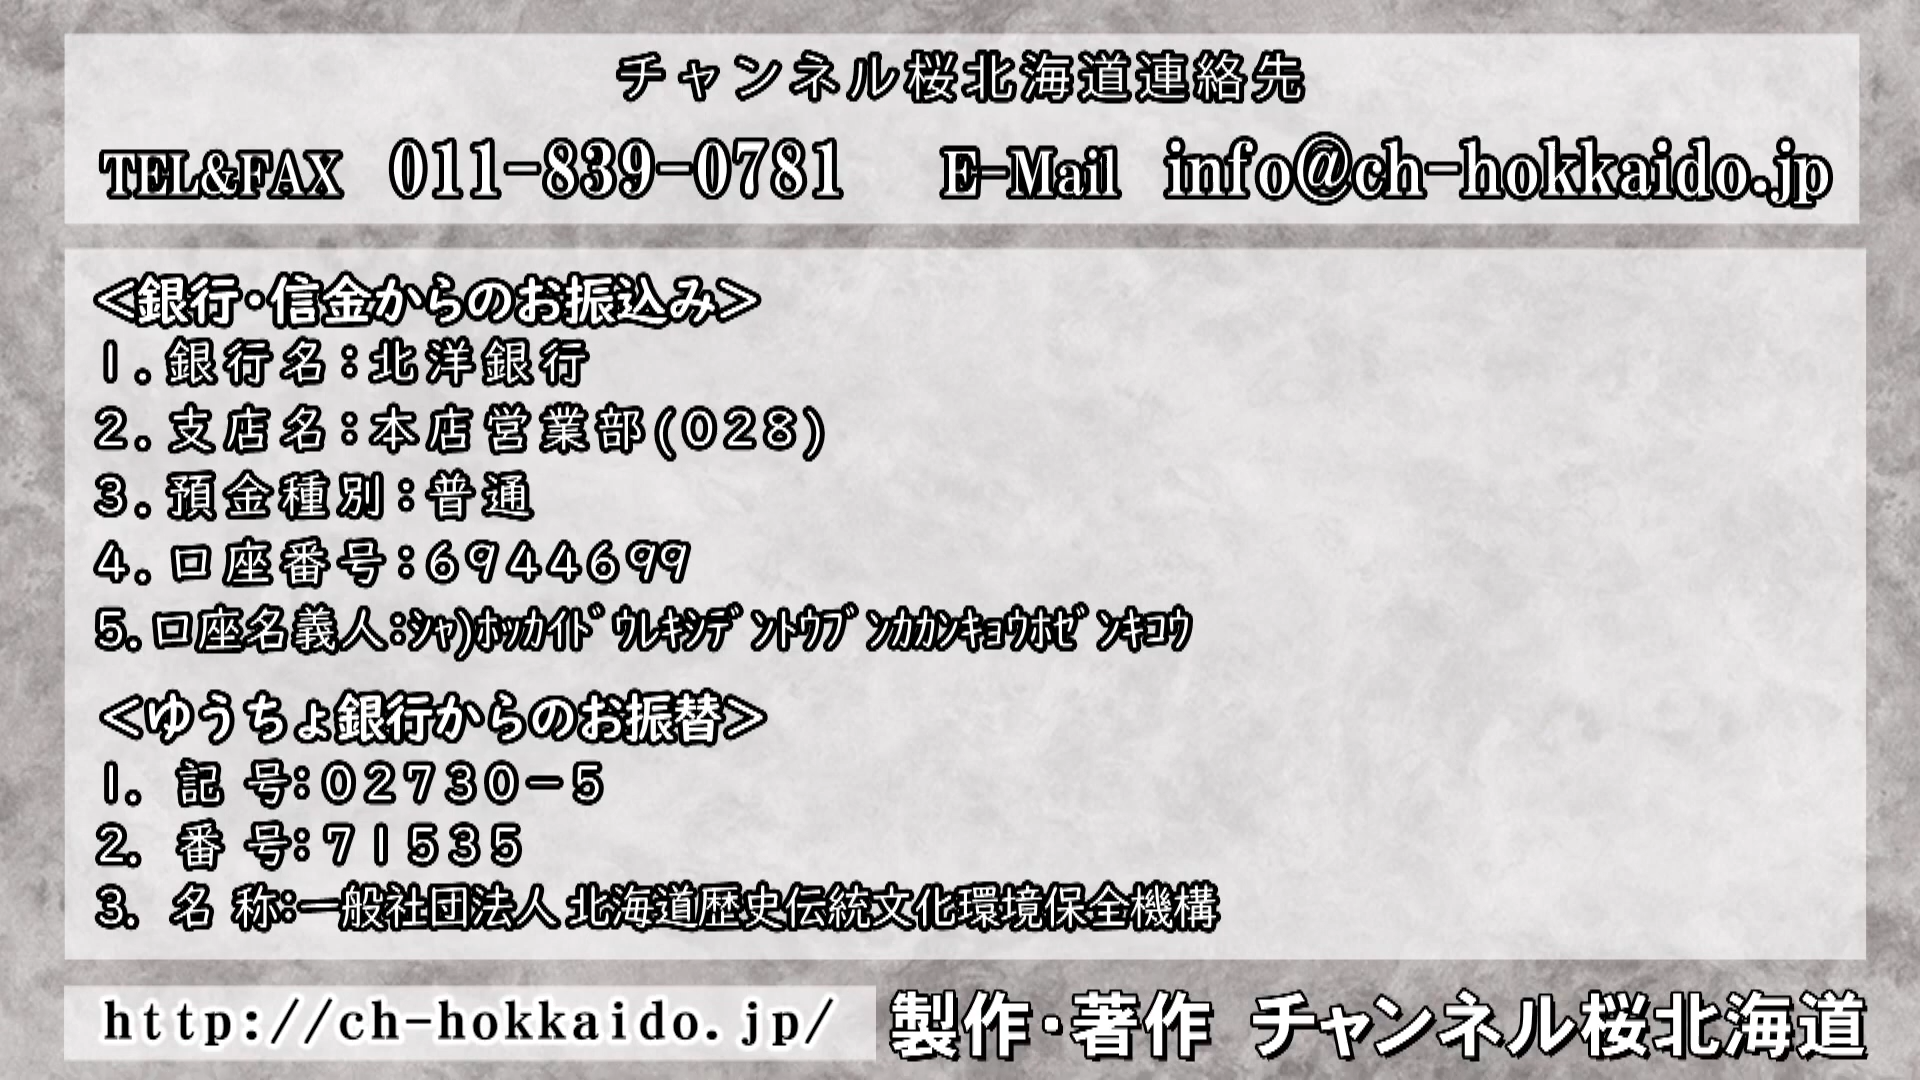 チャンネル桜北海道連絡先
TEL&FAX 011-839-0781 E-Mail info@ch-hokkaido.jp
＜銀行・信金からのお振込み＞
１．銀行名：北洋銀行
２．支店名：本店営業部(０２８)
３．預金種別：普通
４．口座番号：６９４４６９９
５．口座名義人：ｼｬ)ﾎｯｶｲﾄﾞｳﾚｷｼﾃﾞﾝﾄｳﾌﾞﾝｶｶﾝｷｮｳﾎｾﾞﾝｷｺｳ
＜ゆうちょ銀行からのお振替＞
１．記 号：０２７３０－５
２．番 号：７１５３５
３．名 称：一般社団法人 北海道歴史伝統文化環境保全機構
http://ch-hokkaido.jp/ 製作・著作 チャンネル桜北海道